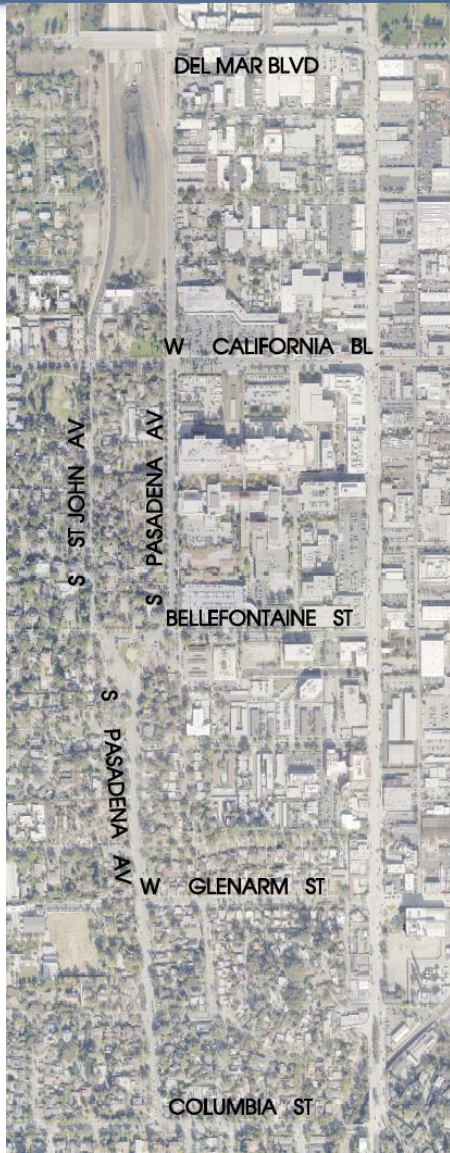 DEL MAR BLVD
W CALIFORNIA BL
S ST JOHN AV
S PASADENA AV
BELLEFONTAINE ST
S PASADENA AV
W GLENARM ST
COLUMBIA ST